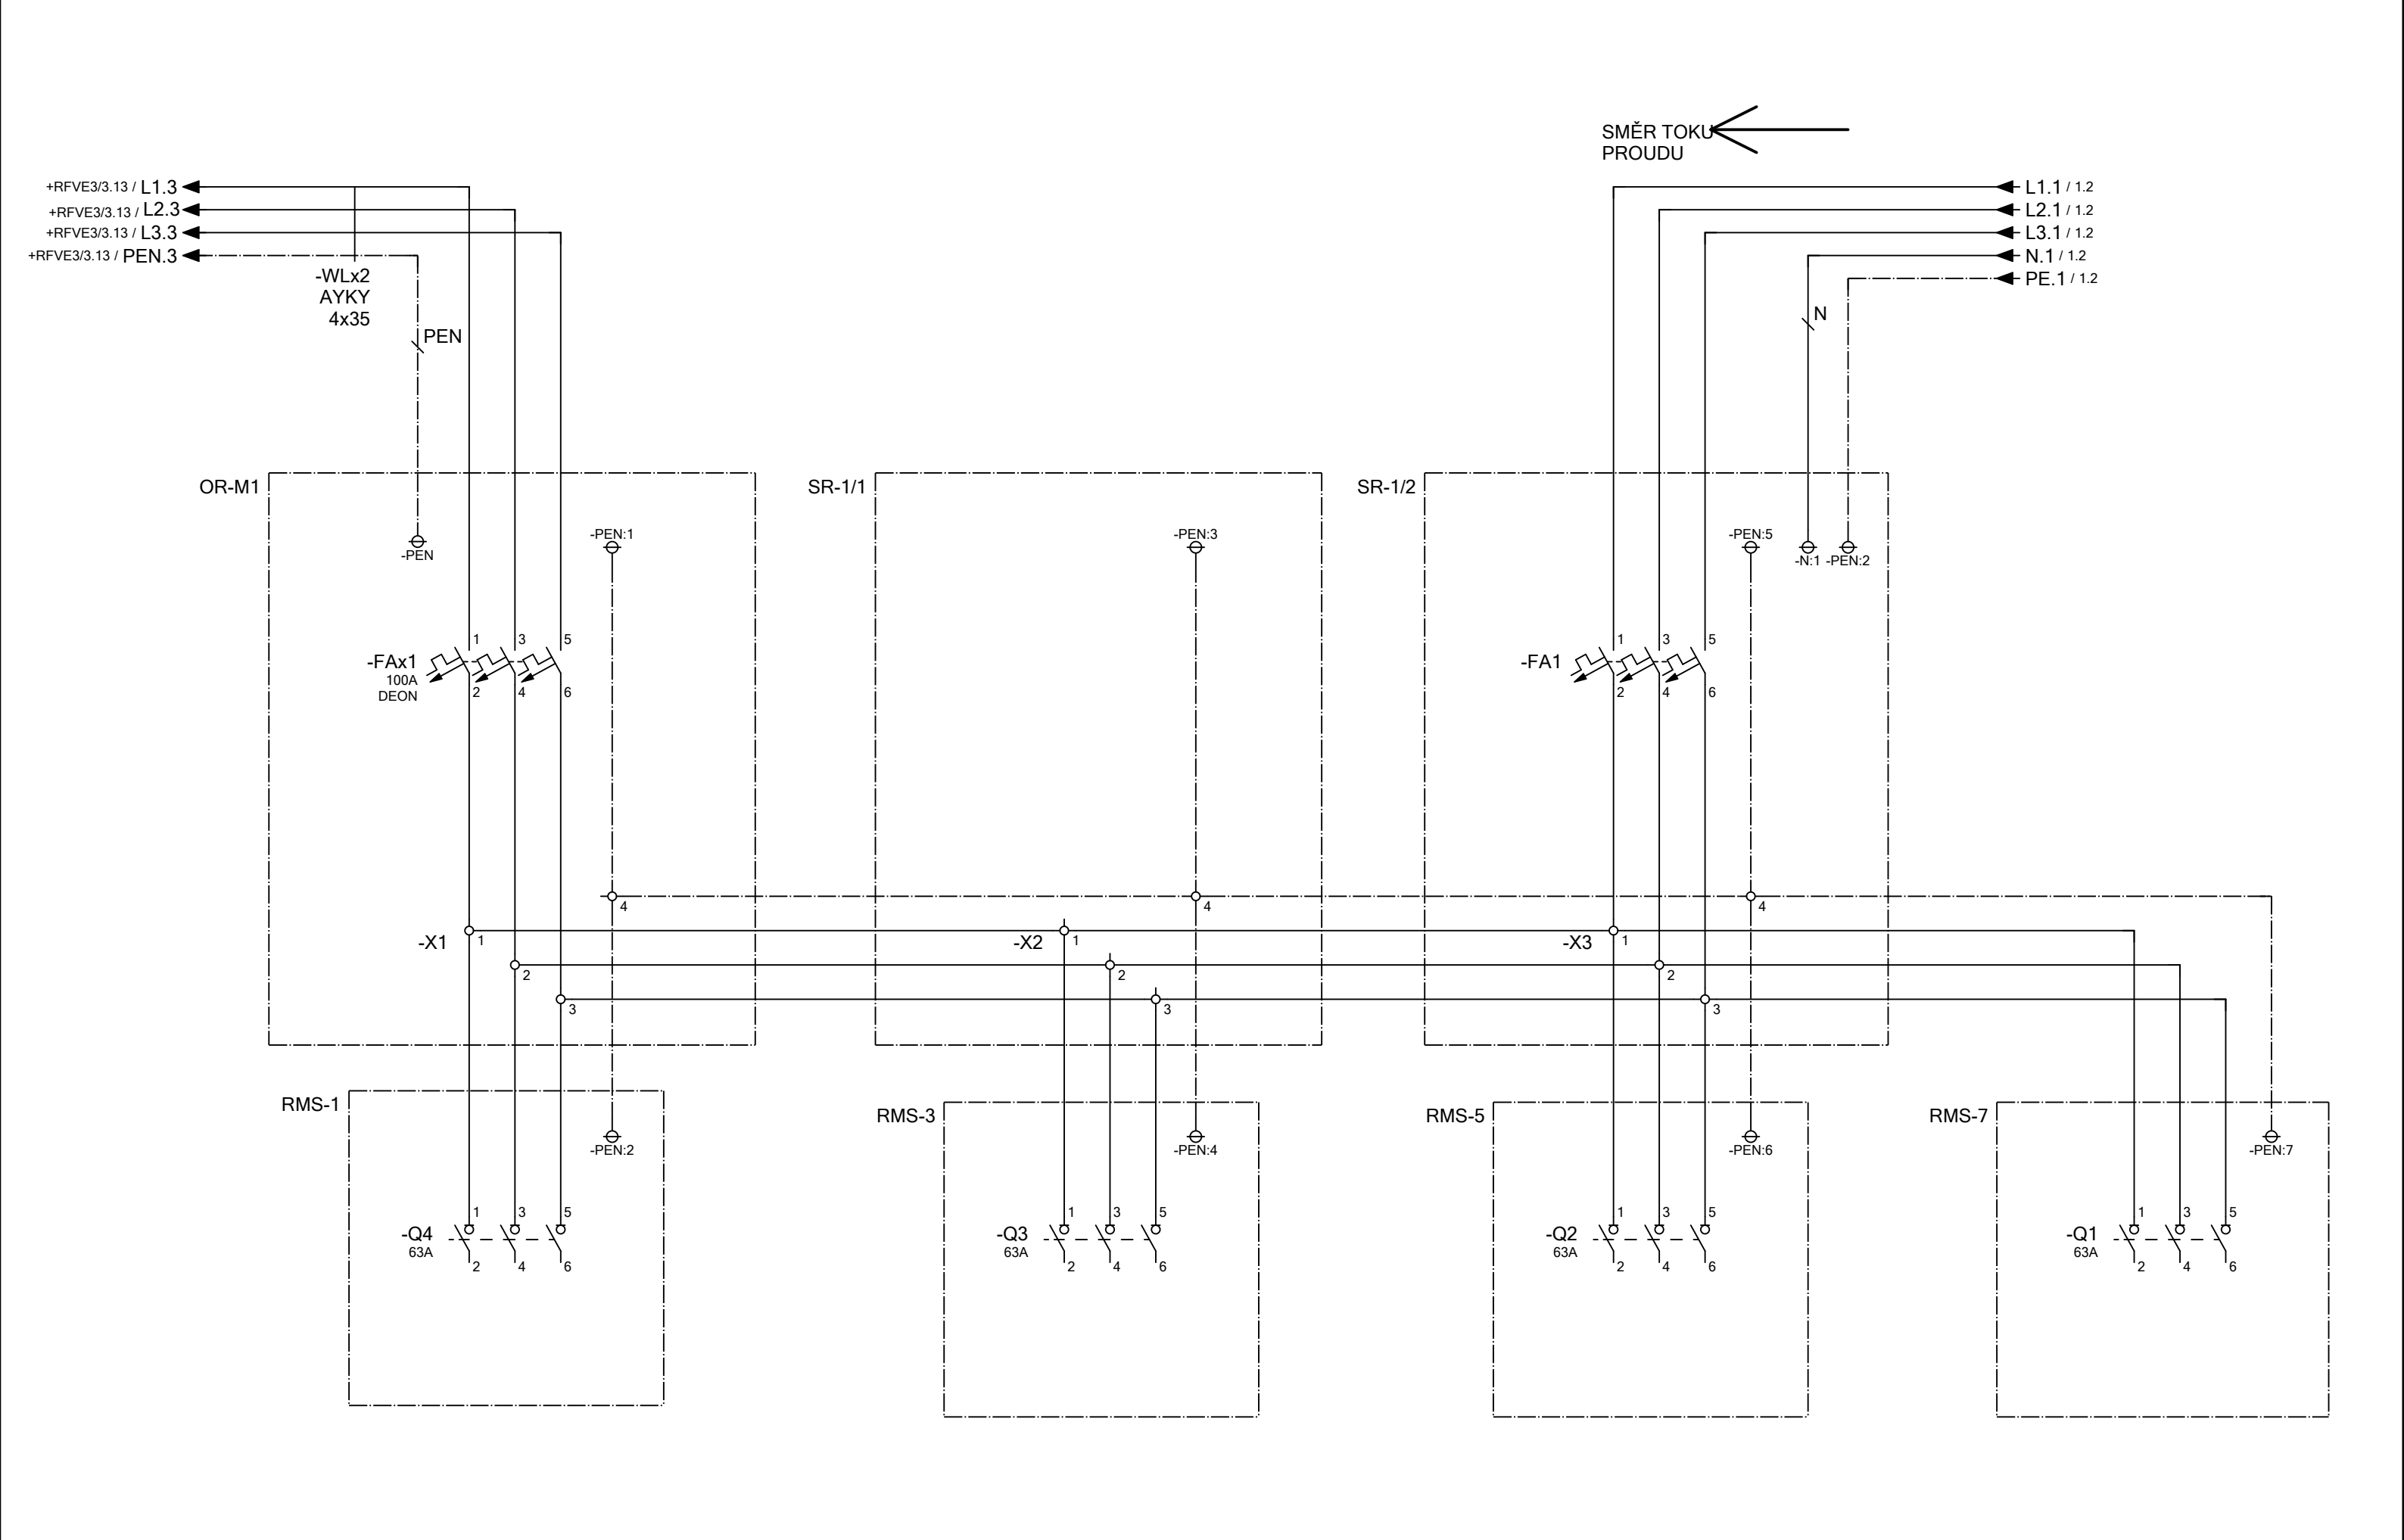 SMĚR TOKU
PROUDU
+RFVE3/3.13 / L1.3
+RFVE3/3.13 / L2.3
+RFVE3/3.13 / L3.3
+RFVE3/3.13 / PEN.3
L1.1 / 1.2
L2.1 / 1.2
L3.1 / 1.2
N.1 / 1.2
PE.1 / 1.2
-WLx2
AYKY
4x35
PEN
N
OR-M1
SR-1/1
SR-1/2
-PEN
-PEN:1
-PEN:3
-PEN:5
-N:1
-PEN:2
-FAx1
100A
DEON
1
3
5
2
4
6
-FA1
1
3
5
2
4
6
4
4
4
-X1
1
-X2
1
-X3
1
2
2
2
3
3
3
RMS-1
RMS-3
RMS-5
RMS-7
-PEN:2
-PEN:4
-PEN:6
-PEN:7
-Q4
63A
1
3
5
2
4
6
-Q3
63A
1
3
5
2
4
6
-Q2
63A
1
3
5
2
4
6
-Q1
63A
1
3
5
2
4
6